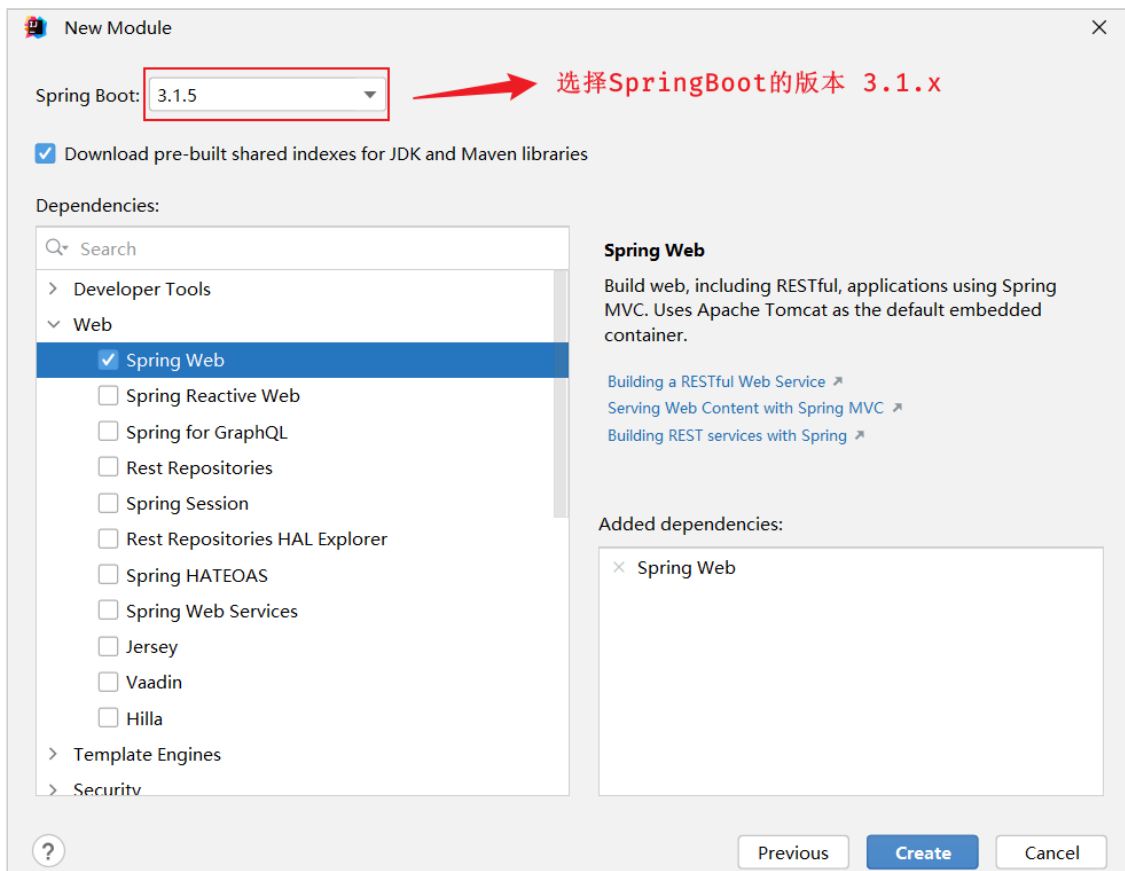 New Module
Spring Boot: 3.1.5
选择SpringBoot的版本 3.1.x
Download pre-built shared indexes for JDK and Maven libraries
Dependencies:
Search
Developer Tools
Web
Spring Web
Spring Reactive Web
Spring for GraphQL
Rest Repositories
Spring Session
Rest Repositories HAL Explorer
Spring HATEOAS
Spring Web Services
Jersey
Vaadin
Hilla
Template Engines
Security
Spring Web
Build web, including RESTful, applications using Spring
MVC. Uses Apache Tomcat as the default embedded
container.
Building a RESTful Web Service
Serving Web Content with Spring MVC
Building REST services with Spring
Added dependencies:
Spring Web
?
Previous
Create
Cancel